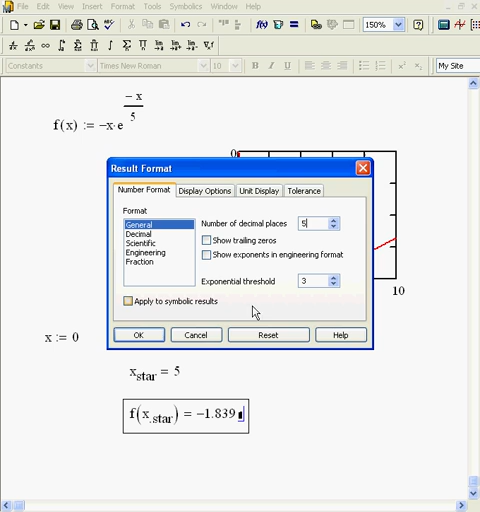 File Edit View Insert Format Tools Symbolics Window Help
150%
Constants Times New Roman 10 B I U My Site
f(x) := -x·e^(-x/5)
0
10
Result Format
Number Format Display Options Unit Display Tolerance
Format
General
Decimal
Scientific
Engineering
Fraction
Number of decimal places 5
Show trailing zeros
Show exponents in engineering format
Exponential threshold 3
Apply to symbolic results
OK Cancel Reset Help
x := 0
xstar = 5
f(x.star) = -1.839